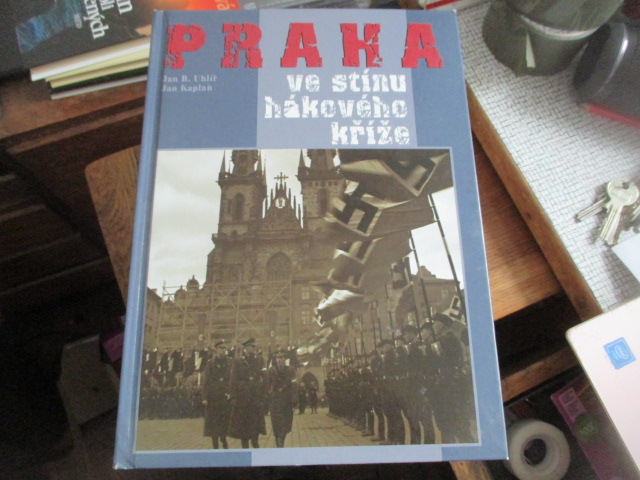 PRAHA
Jan B. Uhlíř
Jan Kaplan
ve stínu
hákového
kříže